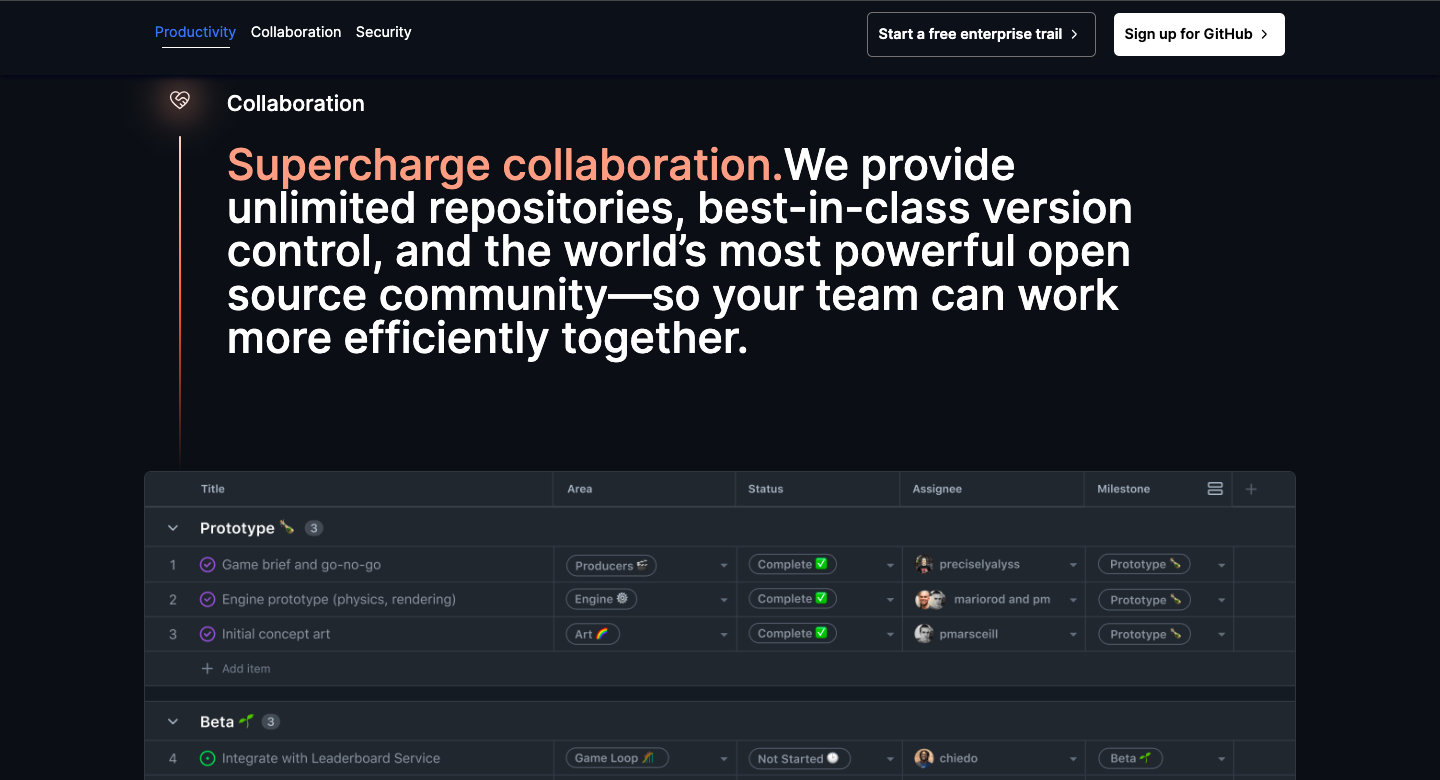 Productivity Collaboration Security Start a free enterprise trail Sign up for GitHub
Collaboration
Supercharge collaboration.We provide
unlimited repositories, best-in-class version
control, and the world’s most powerful open
source community—so your team can work
more efficiently together.
Title Area Status Assignee Milestone
Prototype 3
1 Game brief and go-no-go Producers Complete preciselyalyss Prototype
2 Engine prototype (physics, rendering) Engine Complete mariorod and pm Prototype
3 Initial concept art Art Complete pmarsceill Prototype
Add item
Beta 3
4 Integrate with Leaderboard Service Game Loop Not Started chiedo Beta